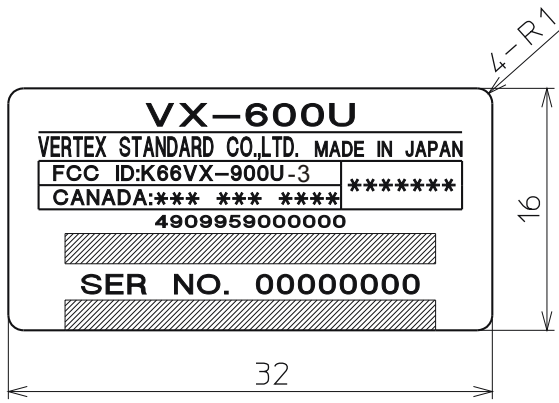 4-R1
VX-600U
VERTEX STANDARD CO.,LTD. MADE IN JAPAN
FCC ID:K66VX-900U-3
*******
CANADA:*** *** ****
4909959000000
SER NO. 00000000
16
32